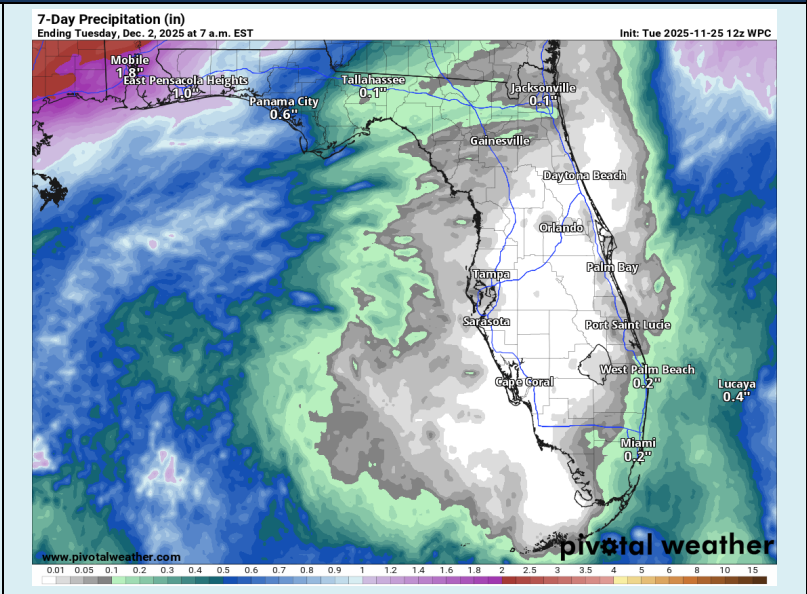 7-Day Precipitation (in)
Ending Tuesday, Dec. 2, 2025 at 7 a.m. EST
Init: Tue 2025-11-25 12z WPC
Mobile
1.8"
East Pensacola Heights
1.0"
Panama City
0.6"
Tallahassee
0.1"
Jacksonville
0.1"
Gainesville
Daytona Beach
Orlando
Tampa
Palm Bay
Sarasota
Port Saint Lucie
Cape Coral
West Palm Beach
0.2"
Lucaya
0.4"
Miami
0.2"
www.pivotalweather.com
pivotal weather
0.01 0.05 0.1 0.2 0.3 0.4 0.5 0.6 0.8 0.9 1 1.2 1.4 1.6 1.8 2 2.5 3 3.5 4 5 6 8 10 15